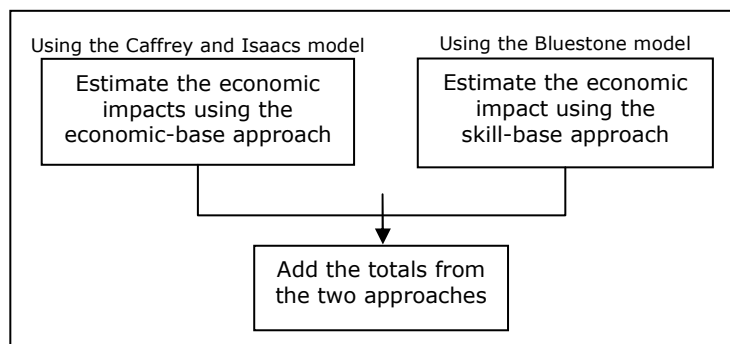 Using the Caffrey and Isaacs model
Estimate the economic
impacts using the
economic-base approach
Using the Bluestone model
Estimate the economic
impact using the
skill-base approach
Add the totals from
the two approaches